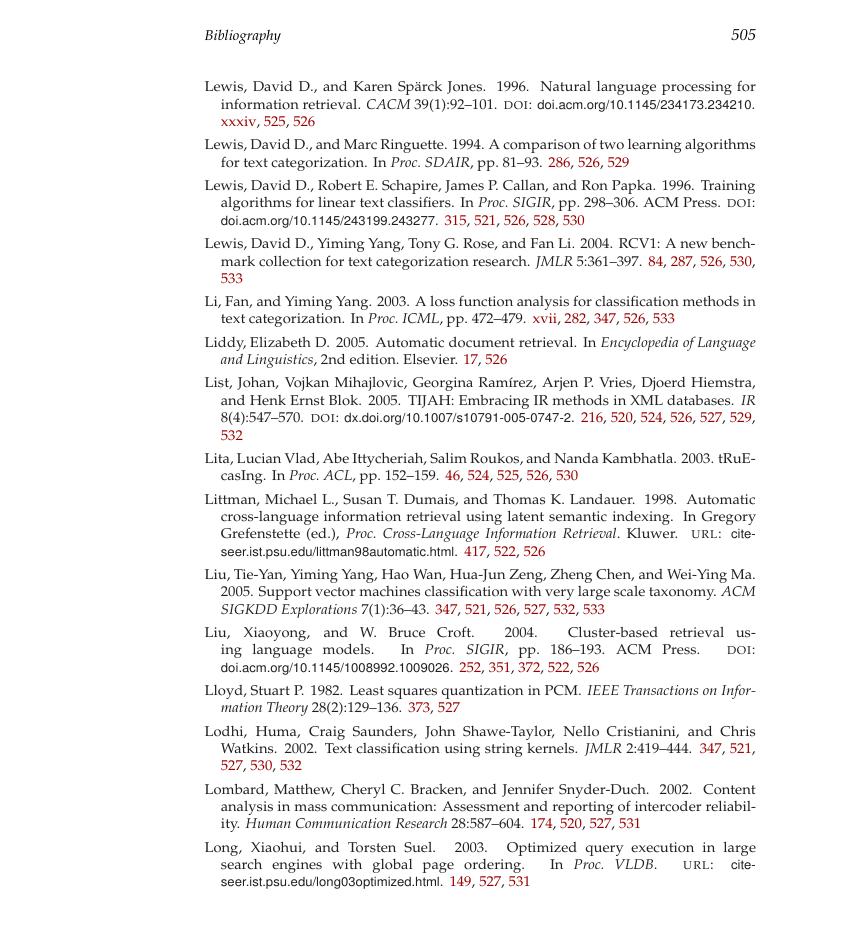 Bibliography 505
Lewis, David D., and Karen Spärck Jones. 1996. Natural language processing for
information retrieval. CACM 39(1):92–101. DOI: doi.acm.org/10.1145/234173.234210.
xxxiv, 525, 526
Lewis, David D., and Marc Ringuette. 1994. A comparison of two learning algorithms
for text categorization. In Proc. SDAIR, pp. 81–93. 286, 526, 529
Lewis, David D., Robert E. Schapire, James P. Callan, and Ron Papka. 1996. Training
algorithms for linear text classifiers. In Proc. SIGIR, pp. 298–306. ACM Press. DOI:
doi.acm.org/10.1145/243199.243277. 315, 521, 526, 528, 530
Lewis, David D., Yiming Yang, Tony G. Rose, and Fan Li. 2004. RCV1: A new bench-
mark collection for text categorization research. JMLR 5:361–397. 84, 287, 526, 530,
533
Li, Fan, and Yiming Yang. 2003. A loss function analysis for classification methods in
text categorization. In Proc. ICML, pp. 472–479. xvii, 282, 347, 526, 533
Liddy, Elizabeth D. 2005. Automatic document retrieval. In Encyclopedia of Language
and Linguistics, 2nd edition. Elsevier. 17, 526
List, Johan, Vojkan Mihajlovic, Georgina Ramírez, Arjen P. Vries, Djoerd Hiemstra,
and Henk Ernst Blok. 2005. TIJAH: Embracing IR methods in XML databases. IR
8(4):547–570. DOI: dx.doi.org/10.1007/s10791-005-0747-2. 216, 520, 524, 526, 527, 529,
532
Lita, Lucian Vlad, Abe Ittycheriah, Salim Roukos, and Nanda Kambhatla. 2003. tRuE-
casIng. In Proc. ACL, pp. 152–159. 46, 524, 525, 526, 530
Littman, Michael L., Susan T. Dumais, and Thomas K. Landauer. 1998. Automatic
cross-language information retrieval using latent semantic indexing. In Gregory
Grefenstette (ed.), Proc. Cross-Language Information Retrieval. Kluwer. URL: cite-
seer.ist.psu.edu/littman98automatic.html. 417, 522, 526
Liu, Tie-Yan, Yiming Yang, Hao Wan, Hua-Jun Zeng, Zheng Chen, and Wei-Ying Ma.
2005. Support vector machines classification with very large scale taxonomy. ACM
SIGKDD Explorations 7(1):36–43. 347, 521, 526, 527, 532, 533
Liu, Xiaoyong, and W. Bruce Croft. 2004. Cluster-based retrieval us-
ing language models. In Proc. SIGIR, pp. 186–193. ACM Press. DOI:
doi.acm.org/10.1145/1008992.1009026. 252, 351, 372, 522, 526
Lloyd, Stuart P. 1982. Least squares quantization in PCM. IEEE Transactions on Infor-
mation Theory 28(2):129–136. 373, 527
Lodhi, Huma, Craig Saunders, John Shawe-Taylor, Nello Cristianini, and Chris
Watkins. 2002. Text classification using string kernels. JMLR 2:419–444. 347, 521,
527, 530, 532
Lombard, Matthew, Cheryl C. Bracken, and Jennifer Snyder-Duch. 2002. Content
analysis in mass communication: Assessment and reporting of intercoder reliabil-
ity. Human Communication Research 28:587–604. 174, 520, 527, 531
Long, Xiaohui, and Torsten Suel. 2003. Optimized query execution in large
search engines with global page ordering. In Proc. VLDB. URL: cite-
seer.ist.psu.edu/long03optimized.html. 149, 527, 531